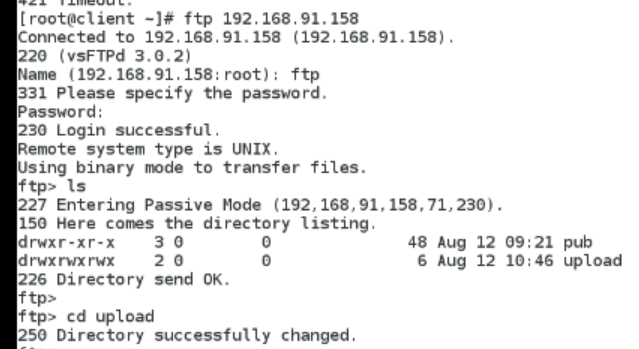 421 Timeout.
[root@client ~]# ftp 192.168.91.158
Connected to 192.168.91.158 (192.168.91.158).
220 (vsFTPd 3.0.2)
Name (192.168.91.158:root): ftp
331 Please specify the password.
Password:
230 Login successful.
Remote system type is UNIX.
Using binary mode to transfer files.
ftp> ls
227 Entering Passive Mode (192,168,91,158,71,230).
150 Here comes the directory listing.
drwxr-xr-x    3 0        0              48 Aug 12 09:21 pub
drwxrwxrwx    2 0        0               6 Aug 12 10:46 upload
226 Directory send OK.
ftp>
ftp> cd upload
250 Directory successfully changed.